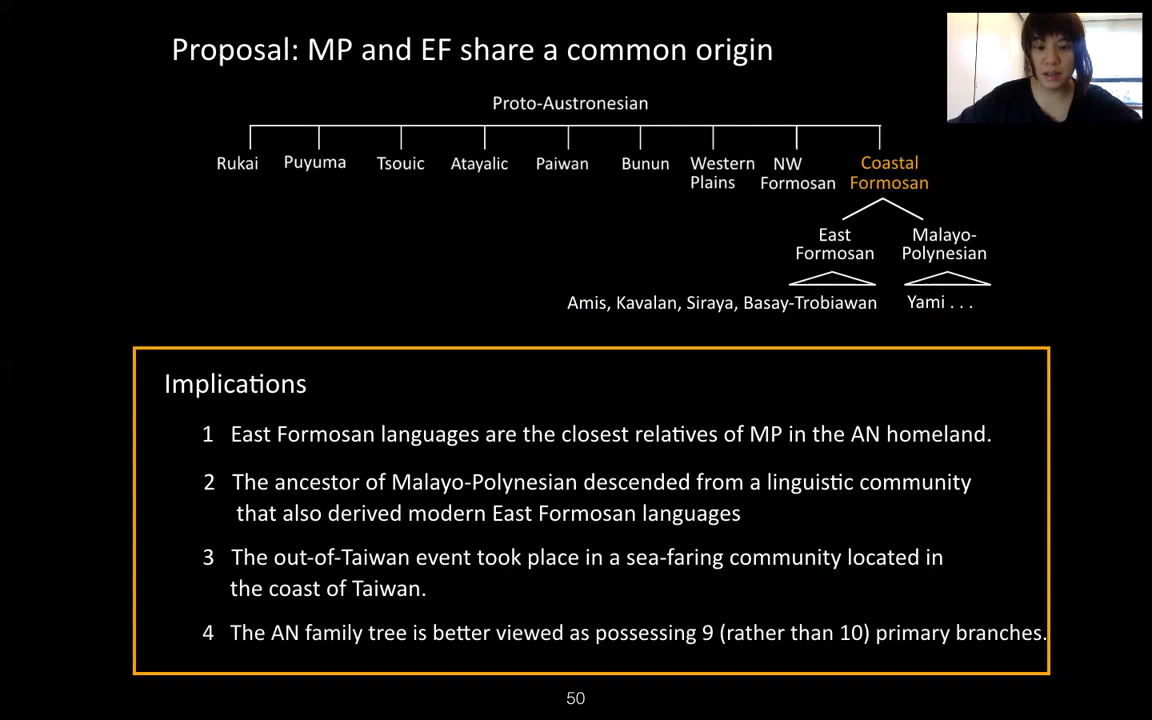 Proposal: MP and EF share a common origin
Proto-Austronesian
Rukai Puyuma Tsouic Atayalic Paiwan Bunun Western Plains NW Formosan Coastal Formosan
East Formosan Malayo-Polynesian
Amis, Kavalan, Siraya, Basay-Trobiawan Yami . . .
Implications
1 East Formosan languages are the closest relatives of MP in the AN homeland.
2 The ancestor of Malayo-Polynesian descended from a linguistic community
that also derived modern East Formosan languages
3 The out-of-Taiwan event took place in a sea-faring community located in
the coast of Taiwan.
4 The AN family tree is better viewed as possessing 9 (rather than 10) primary branches.
50